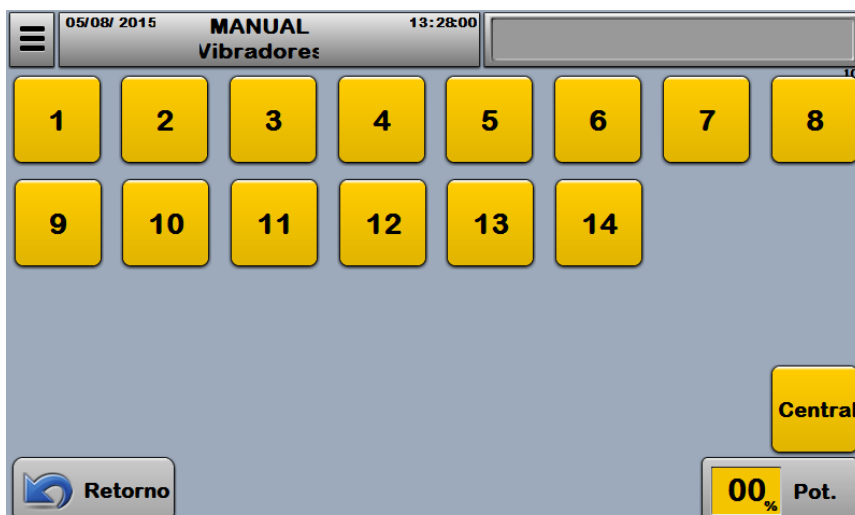 05/08/ 2015 MANUAL 13:28:00
Vibradores
10
1 2 3 4 5 6 7 8
9 10 11 12 13 14
Central
Retorno 00% Pot.